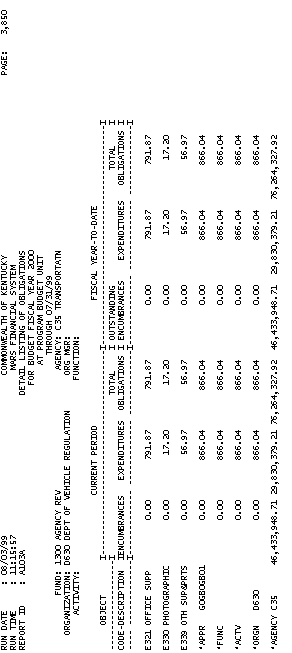 RUN DATE : 08/03/99 COMMONWEALTH OF KENTUCKY PAGE: 3,850
RUN TIME : 11:15:57 MARS FINANCIAL SYSTEM
REPORT ID : A103A DETAIL LISTING OF OBLIGATIONS
FOR BUDGET FISCAL YEAR 2000
AT PROGRAM BUDGET UNIT
THROUGH 07/31/99
FUND: 1300 AGENCY REV AGENCY: C35 TRANSPORTATN
ORGANIZATION: D630 DEPT OF VEHICLE REGULATION ORG MGR:
ACTIVITY: FUNCTION:
CURRENT PERIOD FISCAL YEAR-TO-DATE
OBJECT TOTAL OUTSTANDING TOTAL
CODE-DESCRIPTION ENCUMBRANCES EXPENDITURES OBLIGATIONS ENCUMBRANCES EXPENDITURES OBLIGATIONS
E321 OFFICE SUPP 0.00 791.87 791.87 0.00 791.87 791.87
E330 PHOTOGRAPHIC 0.00 17.20 17.20 0.00 17.20 17.20
E339 OTH SUP&PRTS 0.00 56.97 56.97 0.00 56.97 56.97
*APPR 0.00 866.04 866.04 0.00 866.04 866.04
*FUNC 0.00 866.04 866.04 0.00 866.04 866.04
*ACTV 0.00 866.04 866.04 0.00 866.04 866.04
*ORGN D630 0.00 866.04 866.04 0.00 866.04 866.04
*AGENCY C35 46,433,948.71 29,830,379.21 76,264,327.92 46,433,948.71 29,830,379.21 76,264,327.92